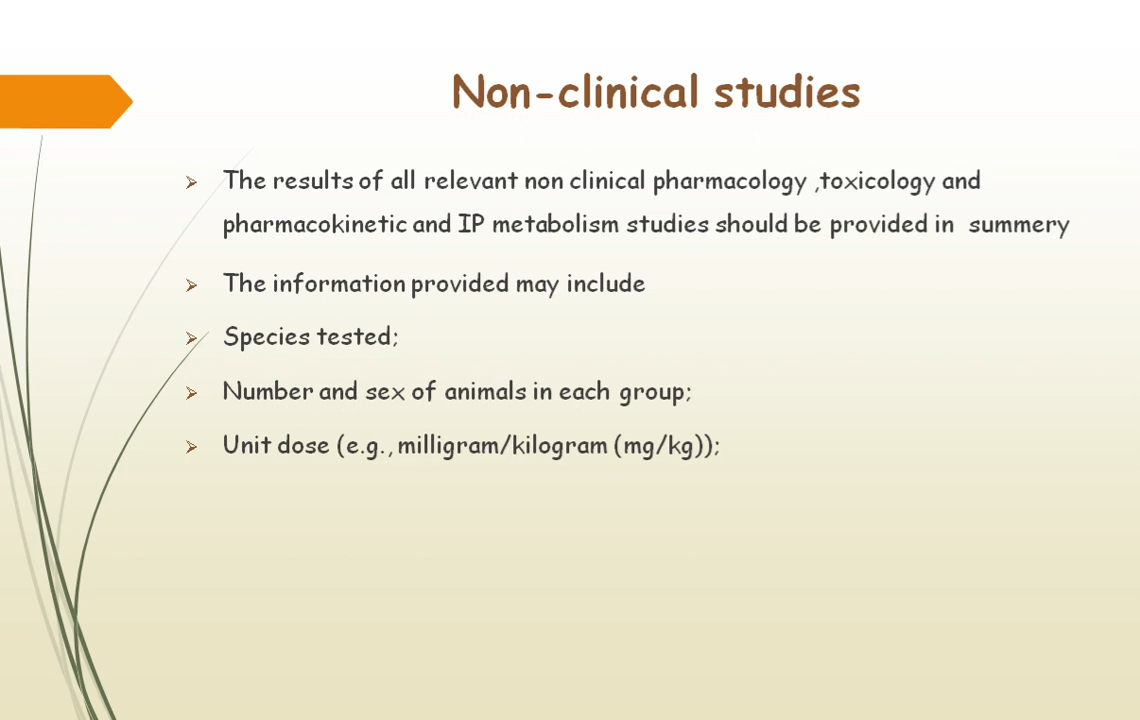 Non-clinical studies
The results of all relevant non clinical pharmacology ,toxicology and
pharmacokinetic and IP metabolism studies should be provided in summery
The information provided may include
Species tested;
Number and sex of animals in each group;
Unit dose (e.g., milligram/kilogram (mg/kg));